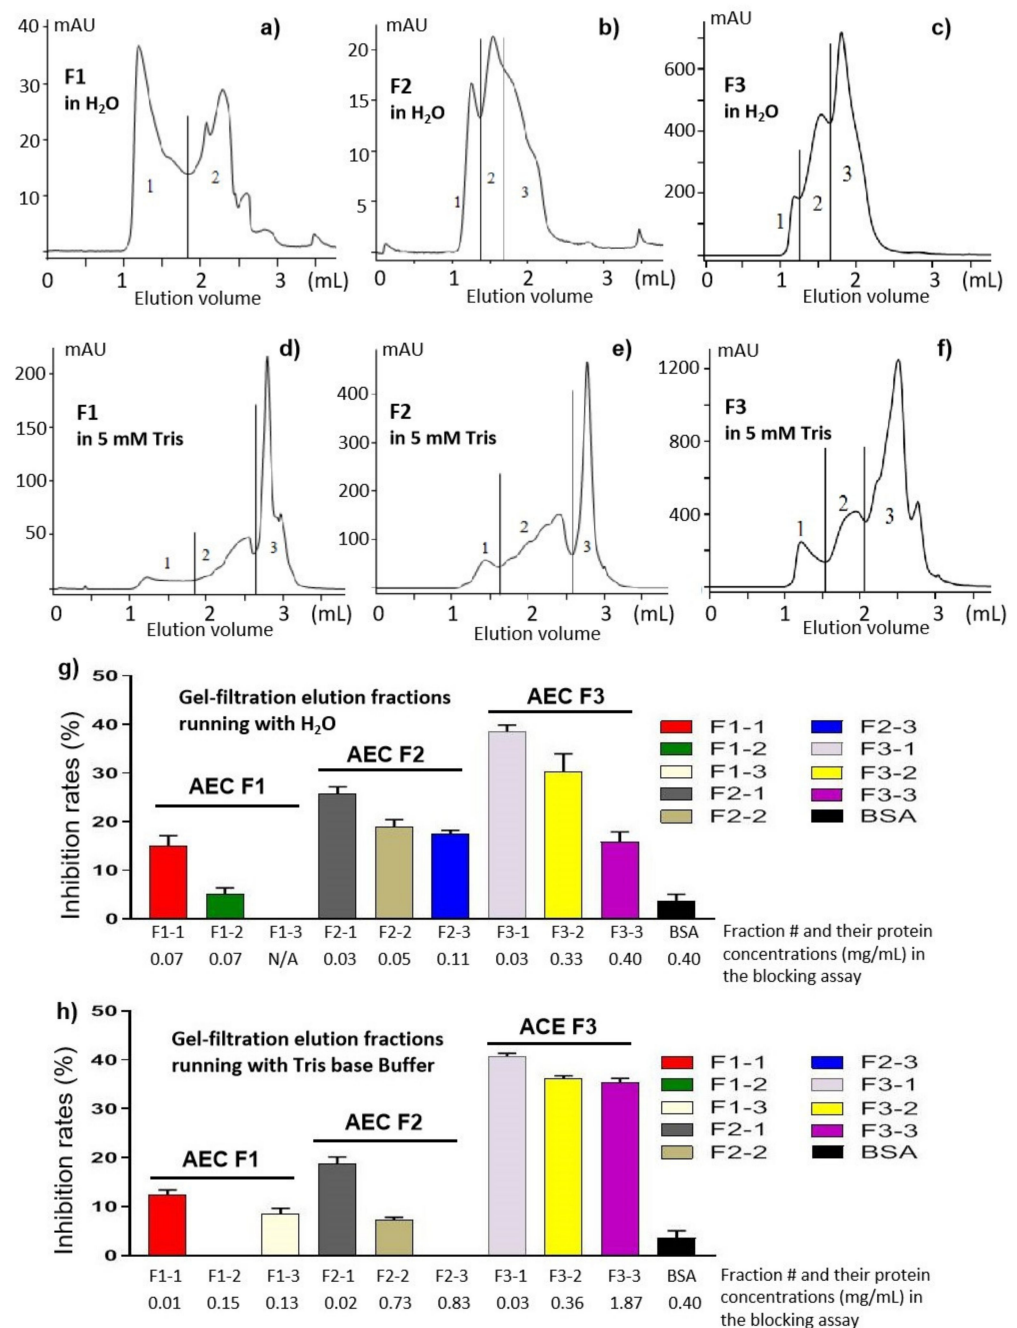 mAU
a)
40
30
20
10
F1
in H₂O
1
2
0
1
2
3
(mL)
Elution volume
mAU
b)
20
15
10
5
F2
in H₂O
1
2
3
0
1
2
3
(mL)
Elution volume
mAU
c)
600
400
200
F3
in H₂O
1
2
3
0
1
2
3
(mL)
Elution volume
mAU
d)
200
150
100
50
F1
in 5 mM Tris
1
2
3
0
1
2
3
(mL)
Elution volume
mAU
e)
400
300
200
100
F2
in 5 mM Tris
1
2
3
0
1
2
3
(mL)
Elution volume
mAU
f)
1200
800
400
F3
in 5 mM Tris
1
2
3
0
1
2
3
(mL)
Elution volume
g)
Inhibition rates (%)
50
40
30
20
10
0
Gel-filtration elution fractions
running with H₂O
AEC F1
AEC F2
AEC F3
F1-1 F2-3
F1-2 F3-1
F1-3 F3-2
F2-1 F3-3
F2-2 BSA
F1-1 F1-2 F1-3 F2-1 F2-2 F2-3 F3-1 F3-2 F3-3 BSA
0.07 0.07 N/A 0.03 0.05 0.11 0.03 0.33 0.40 0.40
Fraction # and their protein
concentrations (mg/mL) in
the blocking assay
h)
Inhibition rates (%)
50
40
30
20
10
0
Gel-filtration elution fractions
running with Tris base Buffer
AEC F1
AEC F2
ACE F3
F1-1 F2-3
F1-2 F3-1
F1-3 F3-2
F2-1 F3-3
F2-2 BSA
F1-1 F1-2 F1-3 F2-1 F2-2 F2-3 F3-1 F3-2 F3-3 BSA
0.01 0.15 0.13 0.02 0.73 0.83 0.03 0.36 1.87 0.40
Fraction # and their protein
concentrations (mg/mL) in
the blocking assay